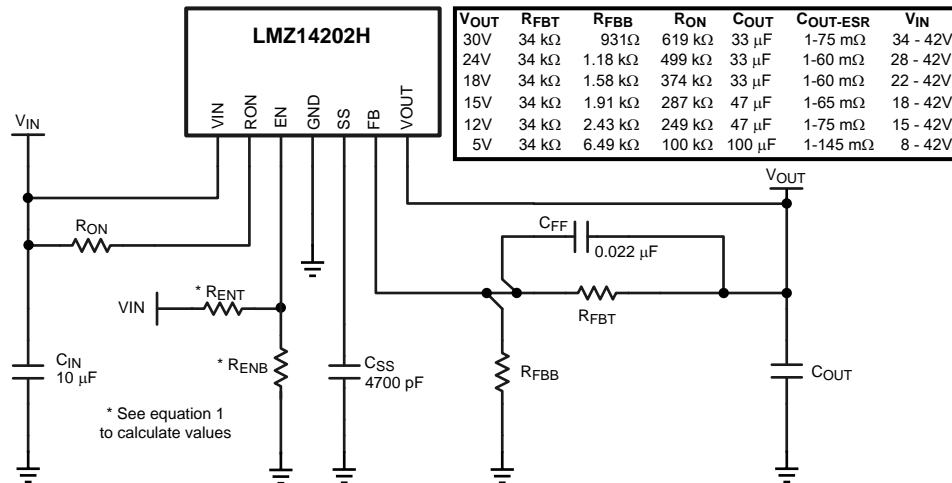 LMZ14202H
VIN
RON
EN
GND
SS
FB
VOUT
VOUT RFBT RFBB RON COUT COUT-ESR VIN
30V 34 kΩ 931Ω 619 kΩ 33 μF 1-75 mΩ 34 - 42V
24V 34 kΩ 1.18 kΩ 499 kΩ 33 μF 1-60 mΩ 28 - 42V
18V 34 kΩ 1.58 kΩ 374 kΩ 33 μF 1-60 mΩ 22 - 42V
15V 34 kΩ 1.91 kΩ 287 kΩ 47 μF 1-65 mΩ 18 - 42V
12V 34 kΩ 2.43 kΩ 249 kΩ 47 μF 1-75 mΩ 15 - 42V
5V 34 kΩ 6.49 kΩ 100 kΩ 100 μF 1-145 mΩ 8 - 42V
VIN
VOUT
RON
CFF
0.022 μF
* RENT
VIN
RFBT
CIN
10 μF
* RENB
CSS
4700 pF
RFBB
COUT
* See equation 1
to calculate values